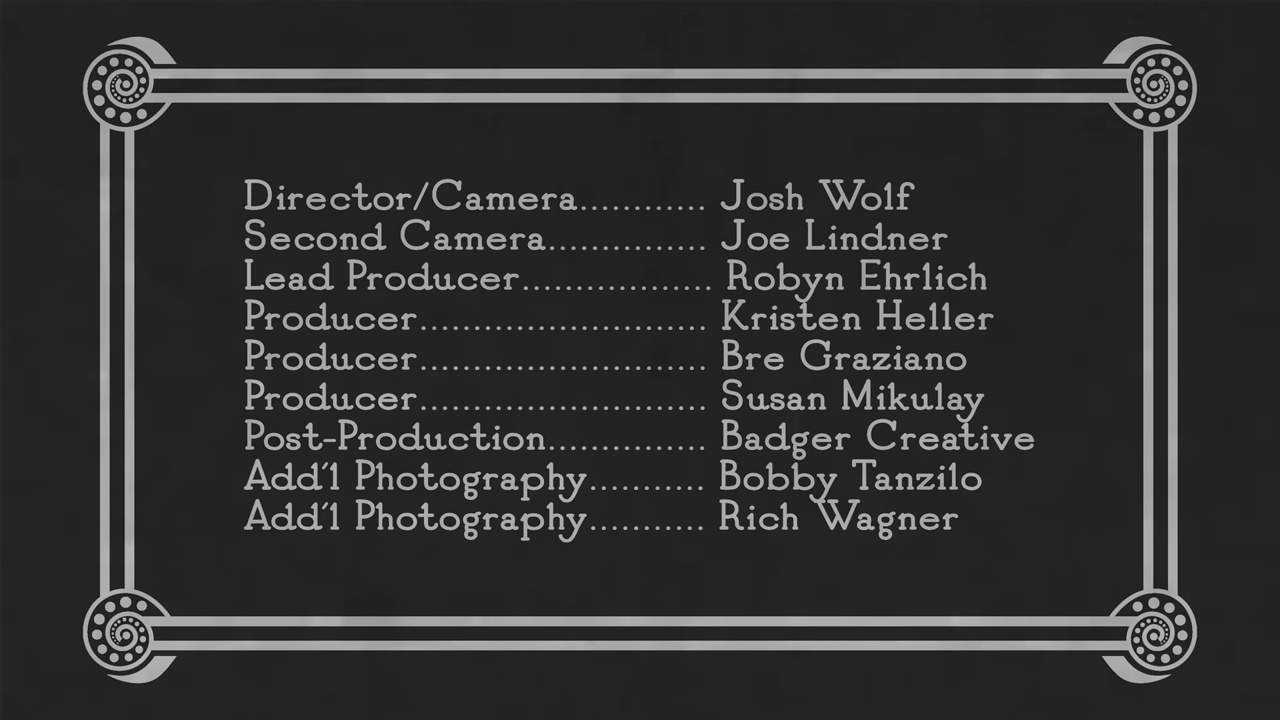 Director/Camera............ Josh Wolf
Second Camera............... Joe Lindner
Lead Producer.................. Robyn Ehrlich
Producer........................... Kristen Heller
Producer........................... Bre Graziano
Producer........................... Susan Mikulay
Post-Production............... Badger Creative
Add'l Photography........... Bobby Tanzilo
Add'l Photography........... Rich Wagner